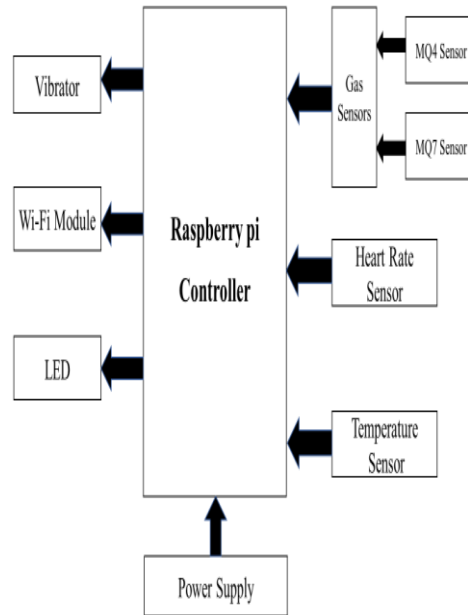 Vibrator
Wi-Fi Module
LED
Raspberry pi
Controller
Gas
Sensors
MQ4 Sensor
MQ7 Sensor
Heart Rate
Sensor
Temperature
Sensor
Power Supply